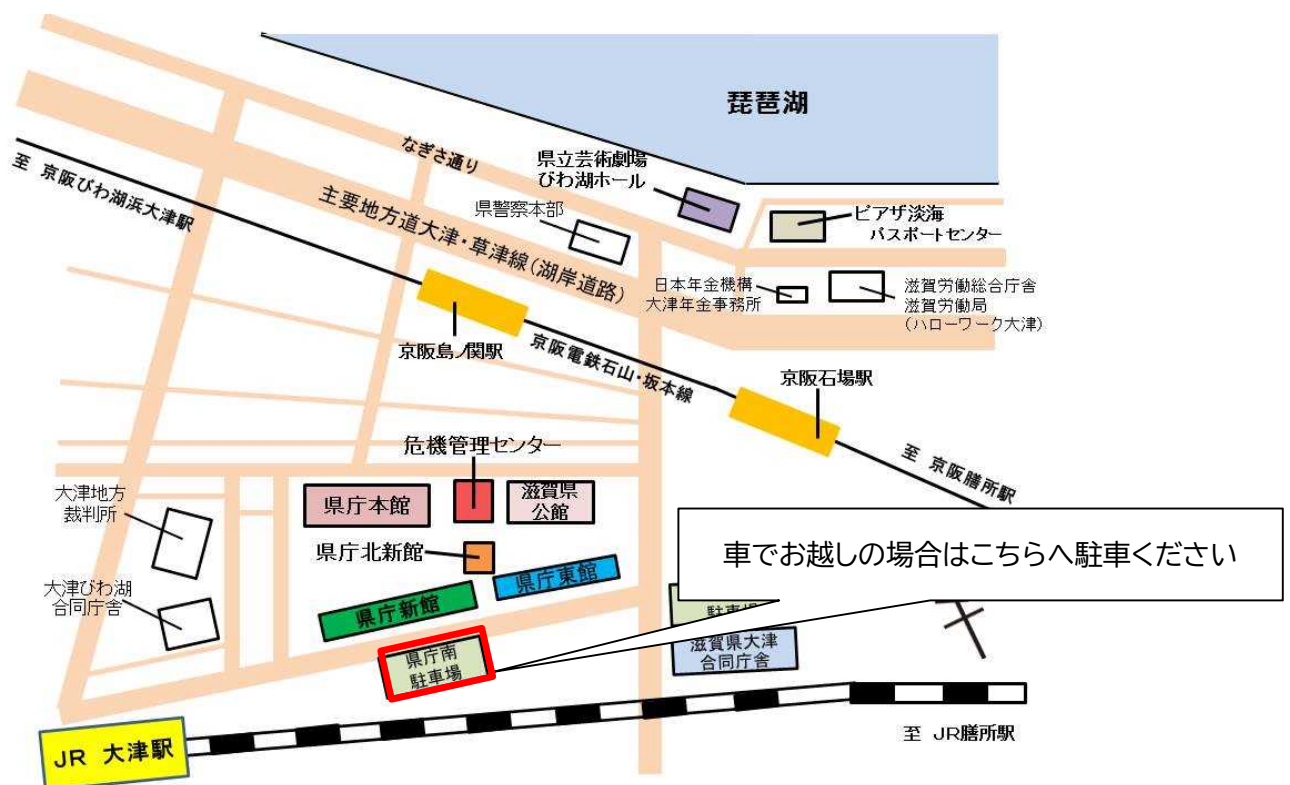 琵琶湖
なぎさ通り
県立芸術劇場
びわ湖ホール
至 京阪びわ湖浜大津駅
主要地方道大津・草津線(湖岸道路)
県警察本部
ピアザ淡海
パスポートセンター
日本年金機構
大津年金事務所
滋賀労働総合庁舎
滋賀労働局
(ハローワーク大津)
京阪島ノ関駅
京阪電鉄石山・坂本線
京阪石場駅
至 京阪膳所駅
危機管理センター
大津地方
裁判所
県庁本館
滋賀県
公館
県庁北新館
県庁東館
車でお越しの場合はこちらへ駐車ください
大津びわ湖
合同庁舎
県庁新館
駐車場
県庁南
駐車場
滋賀県大津
合同庁舎
JR 大津駅
至 JR膳所駅